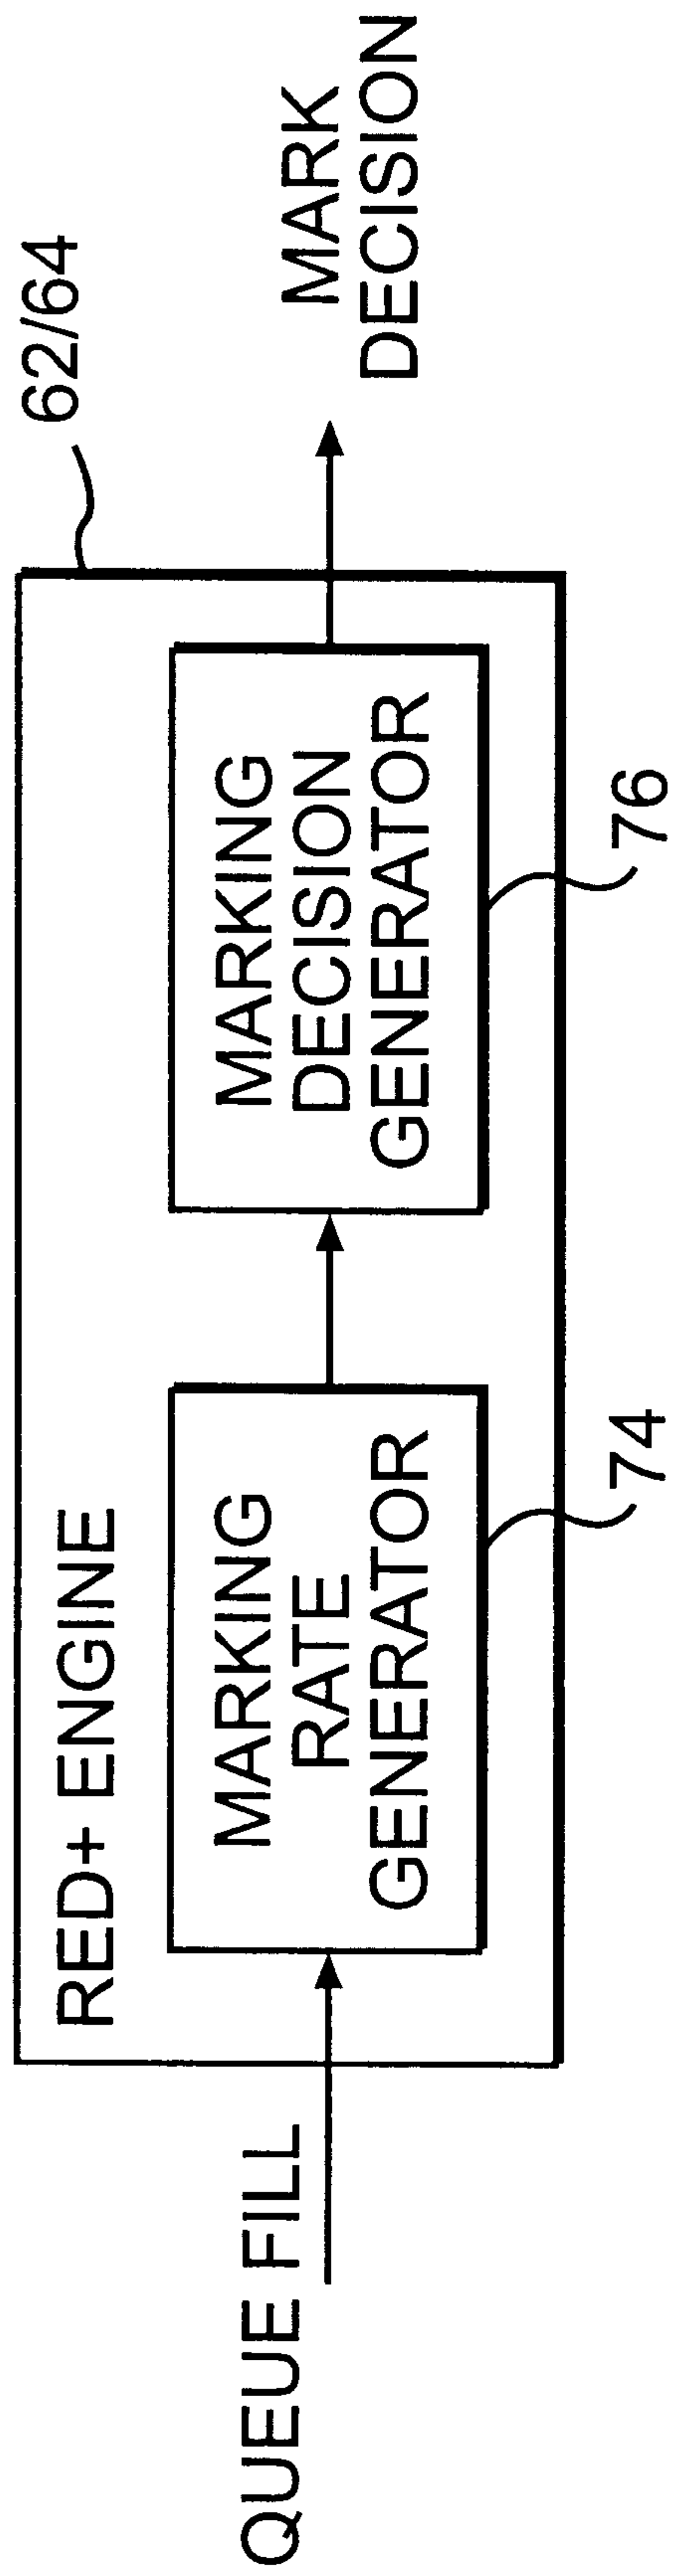 62/64
RED+ ENGINE
QUEUE FILL
MARKING
RATE
GENERATOR
MARKING
DECISION
GENERATOR
MARK
DECISION
74
76